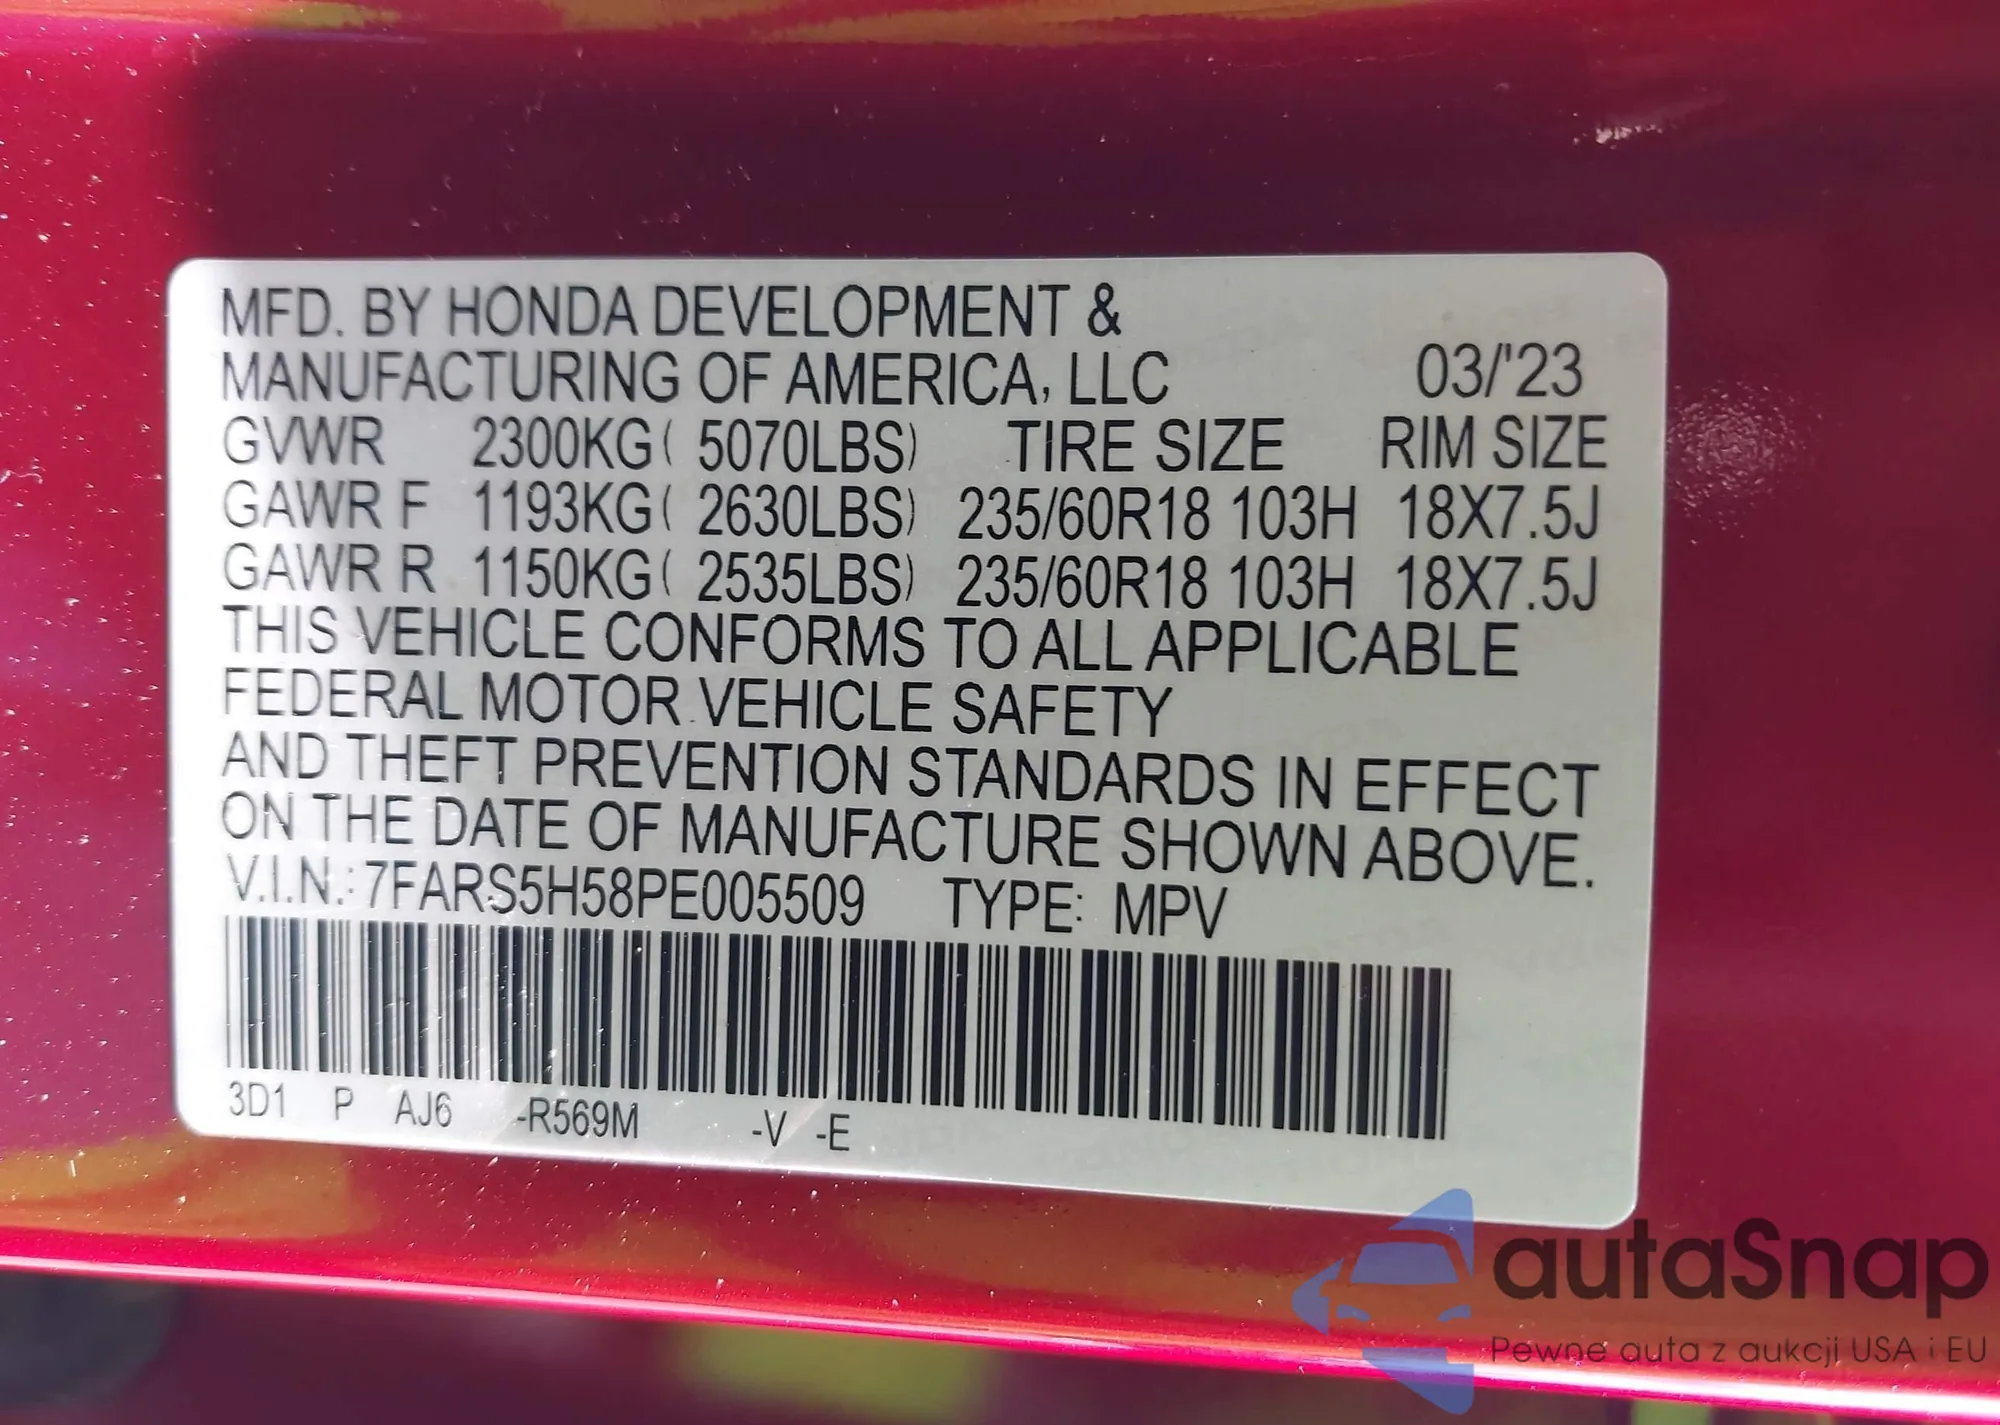 MFD. BY HONDA DEVELOPMENT &
MANUFACTURING OF AMERICA, LLC 03/'23
GVWR 2300KG( 5070LBS) TIRE SIZE RIM SIZE
GAWR F 1193KG( 2630LBS) 235/60R18 103H 18X7.5J
GAWR R 1150KG( 2535LBS) 235/60R18 103H 18X7.5J
THIS VEHICLE CONFORMS TO ALL APPLICABLE
FEDERAL MOTOR VEHICLE SAFETY
AND THEFT PREVENTION STANDARDS IN EFFECT
ON THE DATE OF MANUFACTURE SHOWN ABOVE.
V.I.N.: 7FARS5H58PE005509 TYPE: MPV
3D1 P AJ6 -R569M -V -E
autaSnap
Pewne auta z aukcji USA i EU